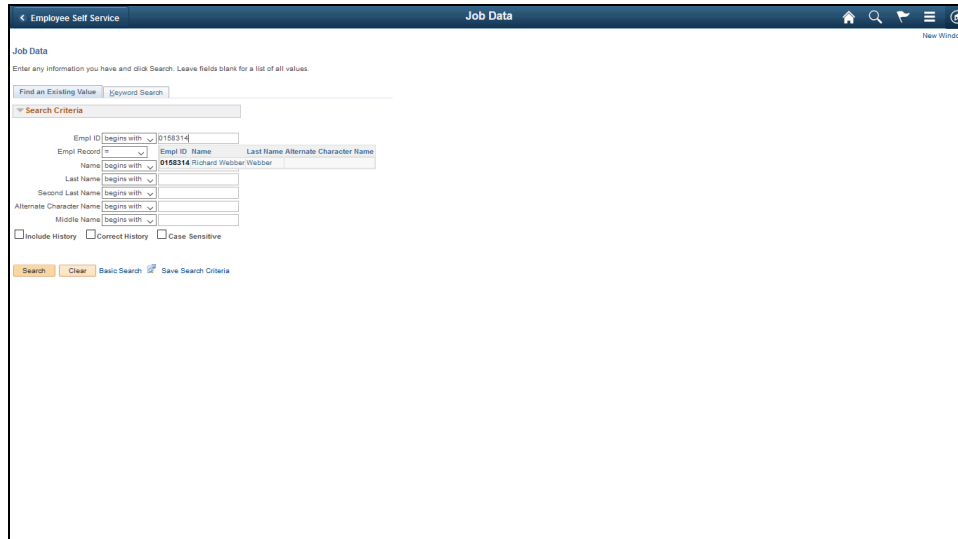 Employee Self Service
Job Data
New Windo
Job Data
Enter any information you have and click Search. Leave fields blank for a list of all values.
Find an Existing Value
Keyword Search
Search Criteria
Empl ID begins with 0158314
Empl Record =
Empl ID Name Last Name Alternate Character Name
0158314 Richard Webber Webber
Name begins with
Last Name begins with
Second Last Name begins with
Alternate Character Name begins with
Middle Name begins with
Include History Correct History Case Sensitive
Search Clear Basic Search Save Search Criteria